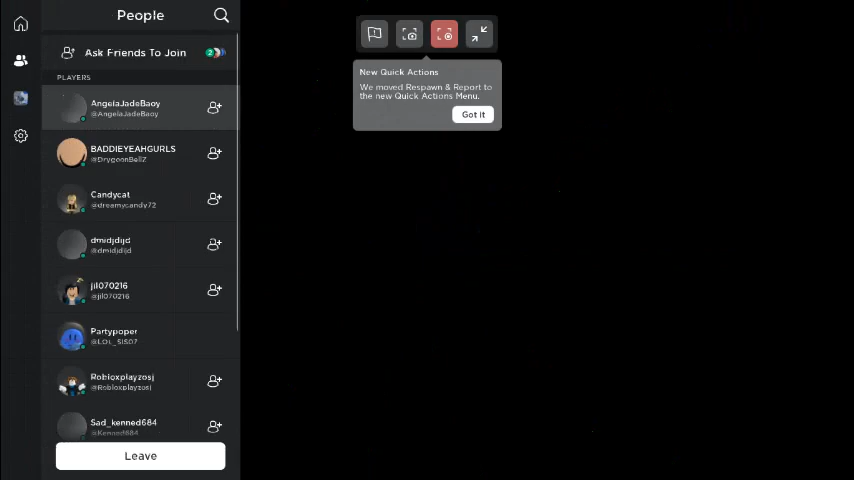 People
Ask Friends To Join
2
PLAYERS
AngelaJadeBaoy
@AngelaJadeBaoy
BADDIEYEAHGURLS
@DrygoonBellZ
Candycat
@dreamycandy72
dmidjdijd
@dmidjdijd
jil070216
@jil070216
Partypoper
@LOL_SIS07
Robloxplayzosj
@Robloxplayzosj
Sad_kenned684
@Kenned684
Leave
New Quick Actions
We moved Respawn & Report to
the new Quick Actions Menu.
Got it